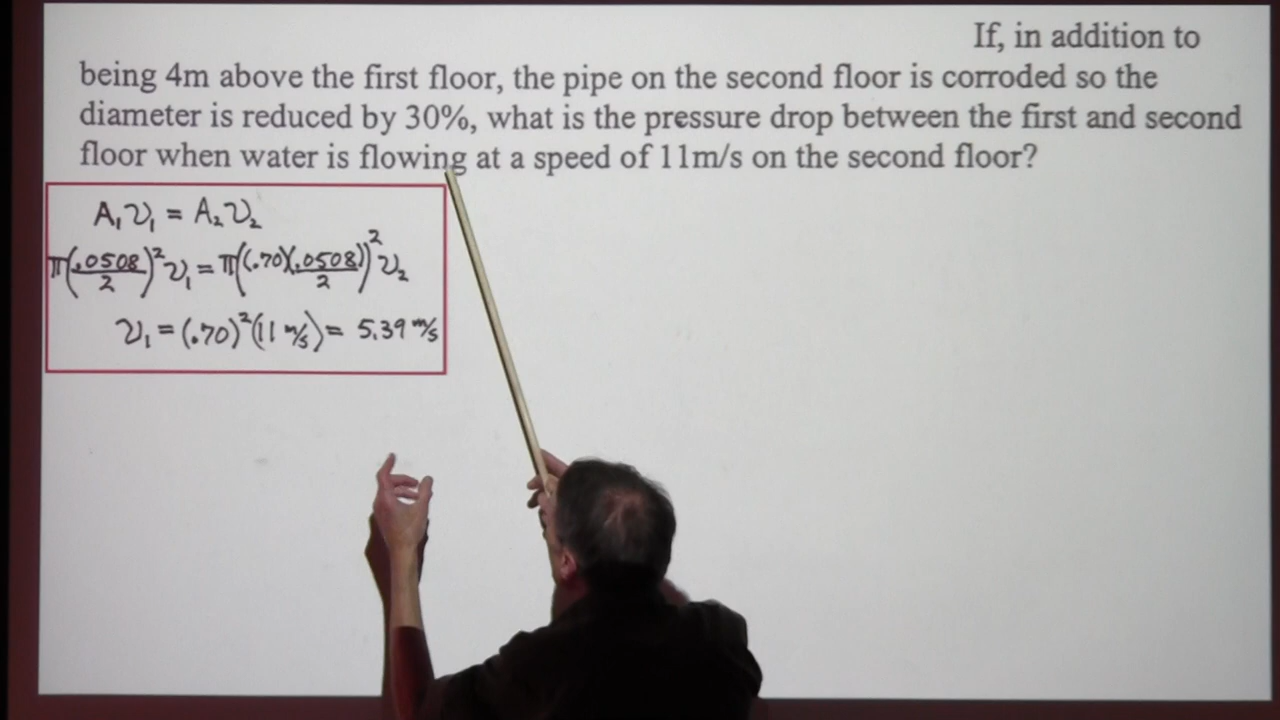 If, in addition to
being 4m above the first floor, the pipe on the second floor is corroded so the
diameter is reduced by 30%, what is the pressure drop between the first and second
floor when water is flowing at a speed of 11m/s on the second floor?
A₁v₁ = A₂v₂
π(.0508/2)²v₁ = π((.70)(.0508)/2)²v₂
v₁ = (.70)²(11 m/s) = 5.39 m/s